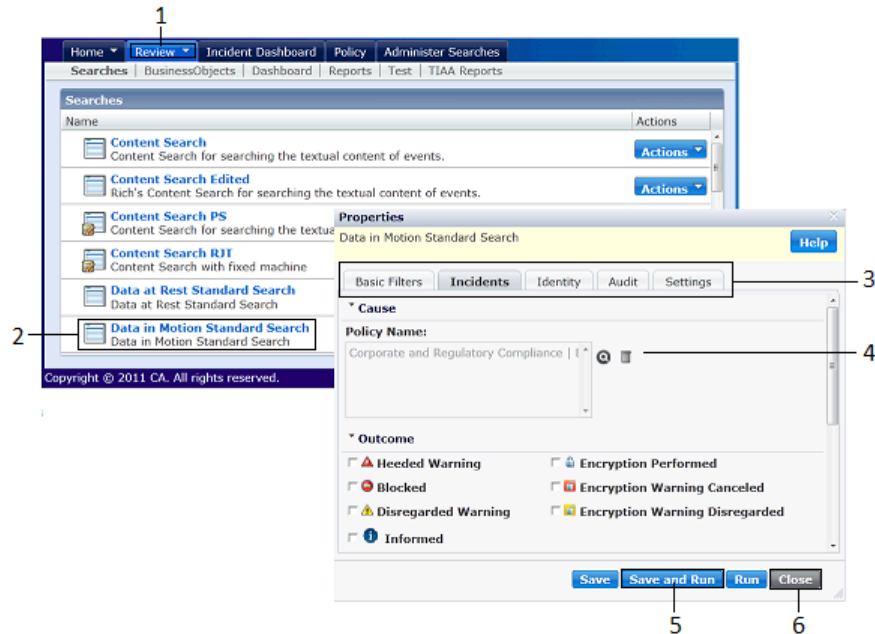 1
Home Review Incident Dashboard Policy Administer Searches
Searches | BusinessObjects | Dashboard | Reports | Test | TIAA Reports
Searches
Name Actions
Content Search
Content Search for searching the textual content of events.
Actions
Content Search Edited
Rich's Content Search for searching the textual content of events.
Actions
Content Search PS
Content Search for searching the textua
Content Search RJT
Content Search with fixed machine
Data at Rest Standard Search
Data at Rest Standard Search
2
Data in Motion Standard Search
Data in Motion Standard Search
Copyright © 2011 CA. All rights reserved.
Properties
Data in Motion Standard Search
Help
Basic Filters Incidents Identity Audit Settings
3
Cause
Policy Name:
Corporate and Regulatory Compliance |
4
Outcome
Heeded Warning Encryption Performed
Blocked Encryption Warning Canceled
Disregarded Warning Encryption Warning Disregarded
Informed
Save Save and Run Run Close
5 6